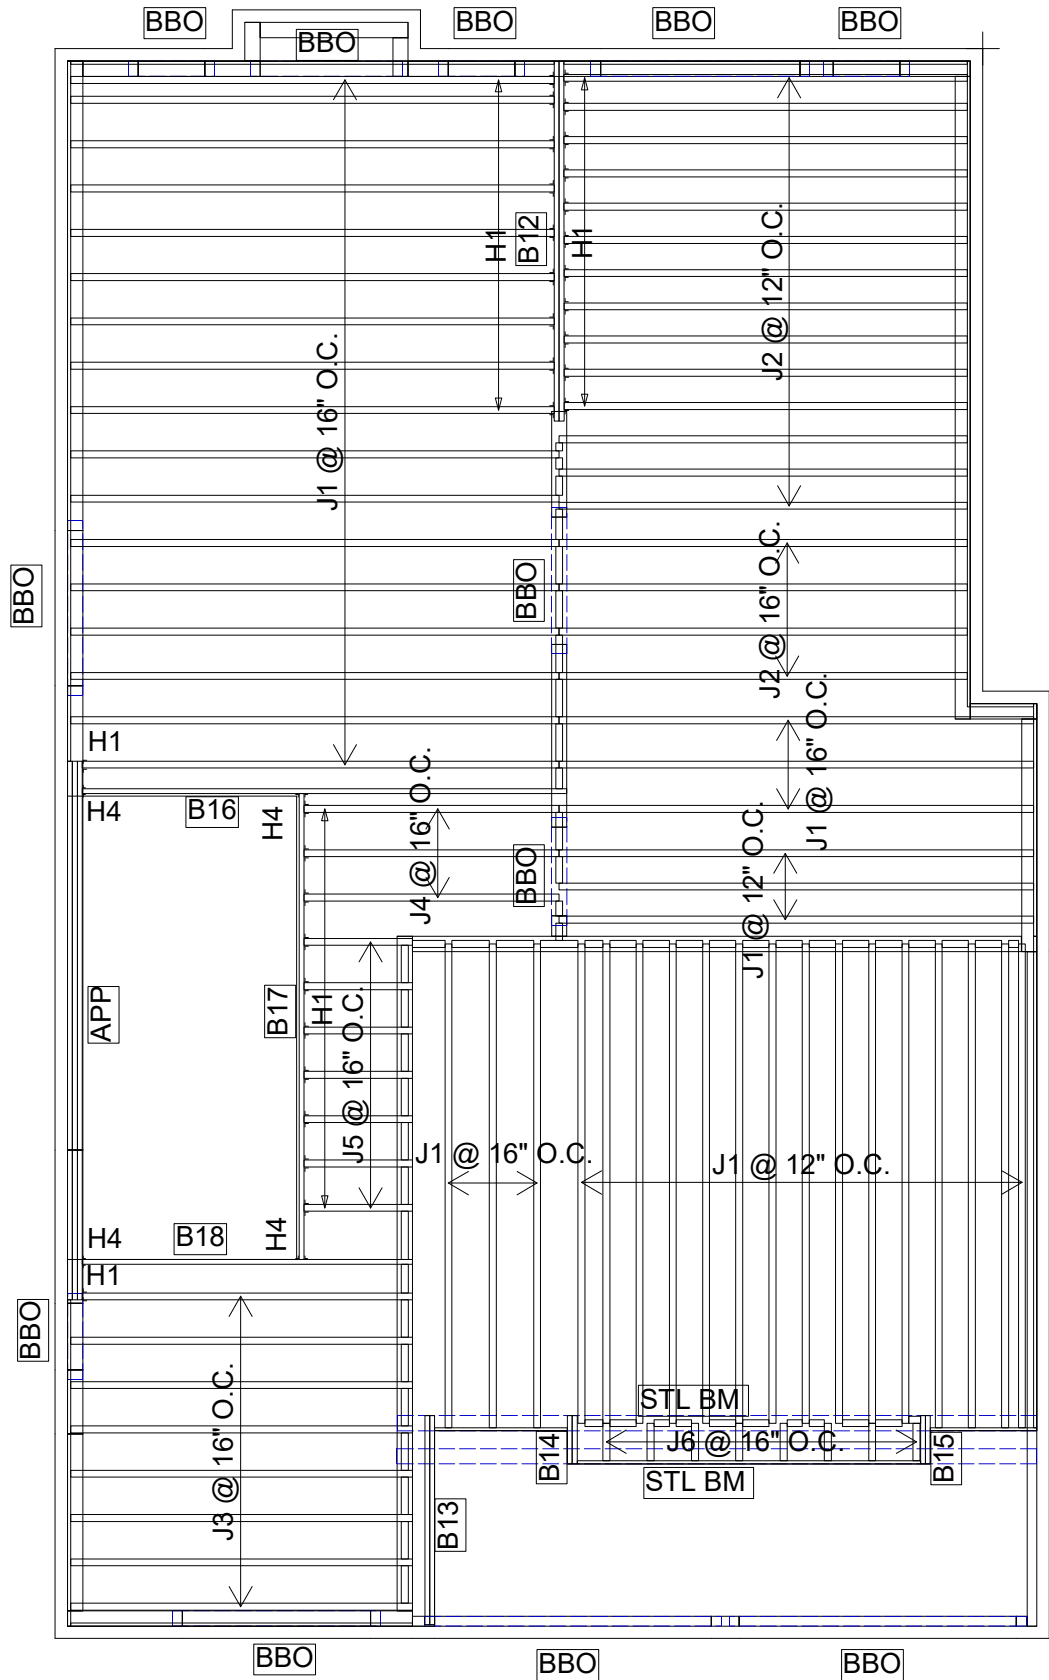 BBO
BBO
BBO
BBO
BBO
H1
B12
H1
J2 @ 12" O.C.
J1 @ 16" O.C.
BBO
BBO
J2 @ 16" O.C.
J1 @ 16" O.C.
H1
H4
B16
H4
J4 @ 16" O.C.
BBO
J1 @ 12" O.C.
APP
B17
H1
J5 @ 16" O.C.
J1 @ 16" O.C.
J1 @ 12" O.C.
H4
B18
H4
H1
BBO
J3 @ 16" O.C.
STL BM
B14
J6 @ 16" O.C.
B15
STL BM
B13
BBO
BBO
BBO